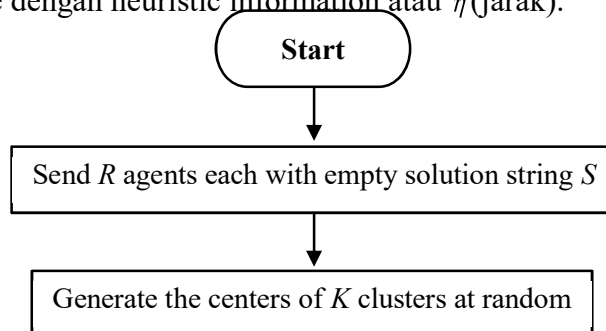 dengan heuristic information atau η (jarak).
Start
Send R agents each with empty solution string S
Generate the centers of K clusters at random